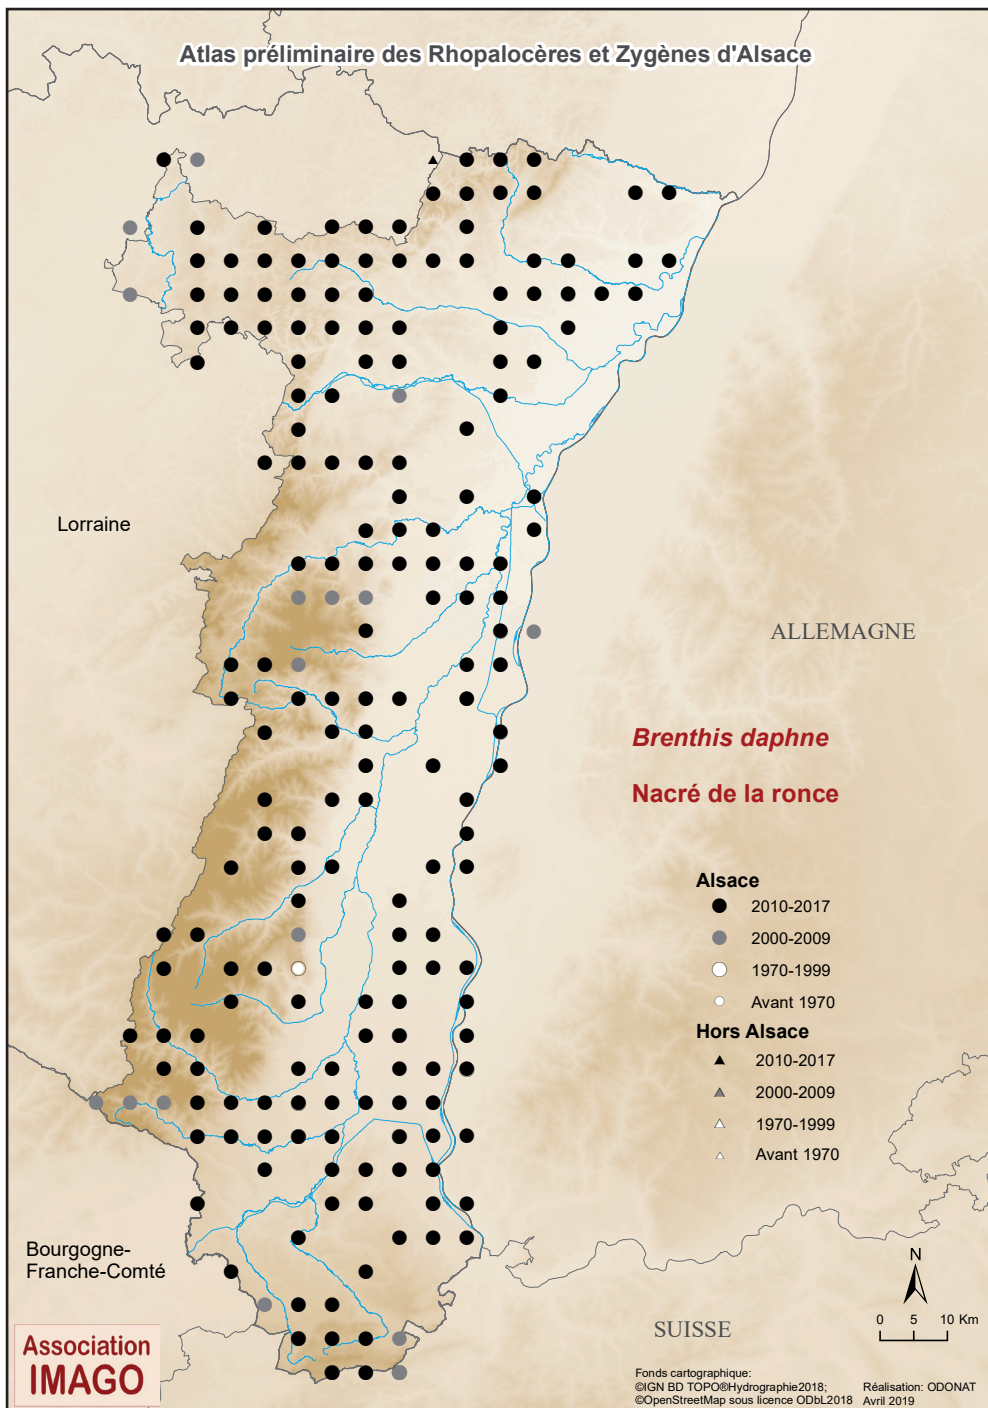 Atlas préliminaire des Rhopalocères et Zygènes d'Alsace
Lorraine
ALLEMAGNE
Brenthis daphne
Nacré de la ronce
Alsace
2010-2017
2000-2009
1970-1999
Avant 1970
Hors Alsace
2010-2017
2000-2009
1970-1999
Avant 1970
Bourgogne-
Franche-Comté
N
0 5 10 Km
SUISSE
Association
IMAGO
Fonds cartographique:
©IGN BD TOPO®Hydrographie2018;
©OpenStreetMap sous licence ODbL2018
Réalisation: ODONAT
Avril 2019